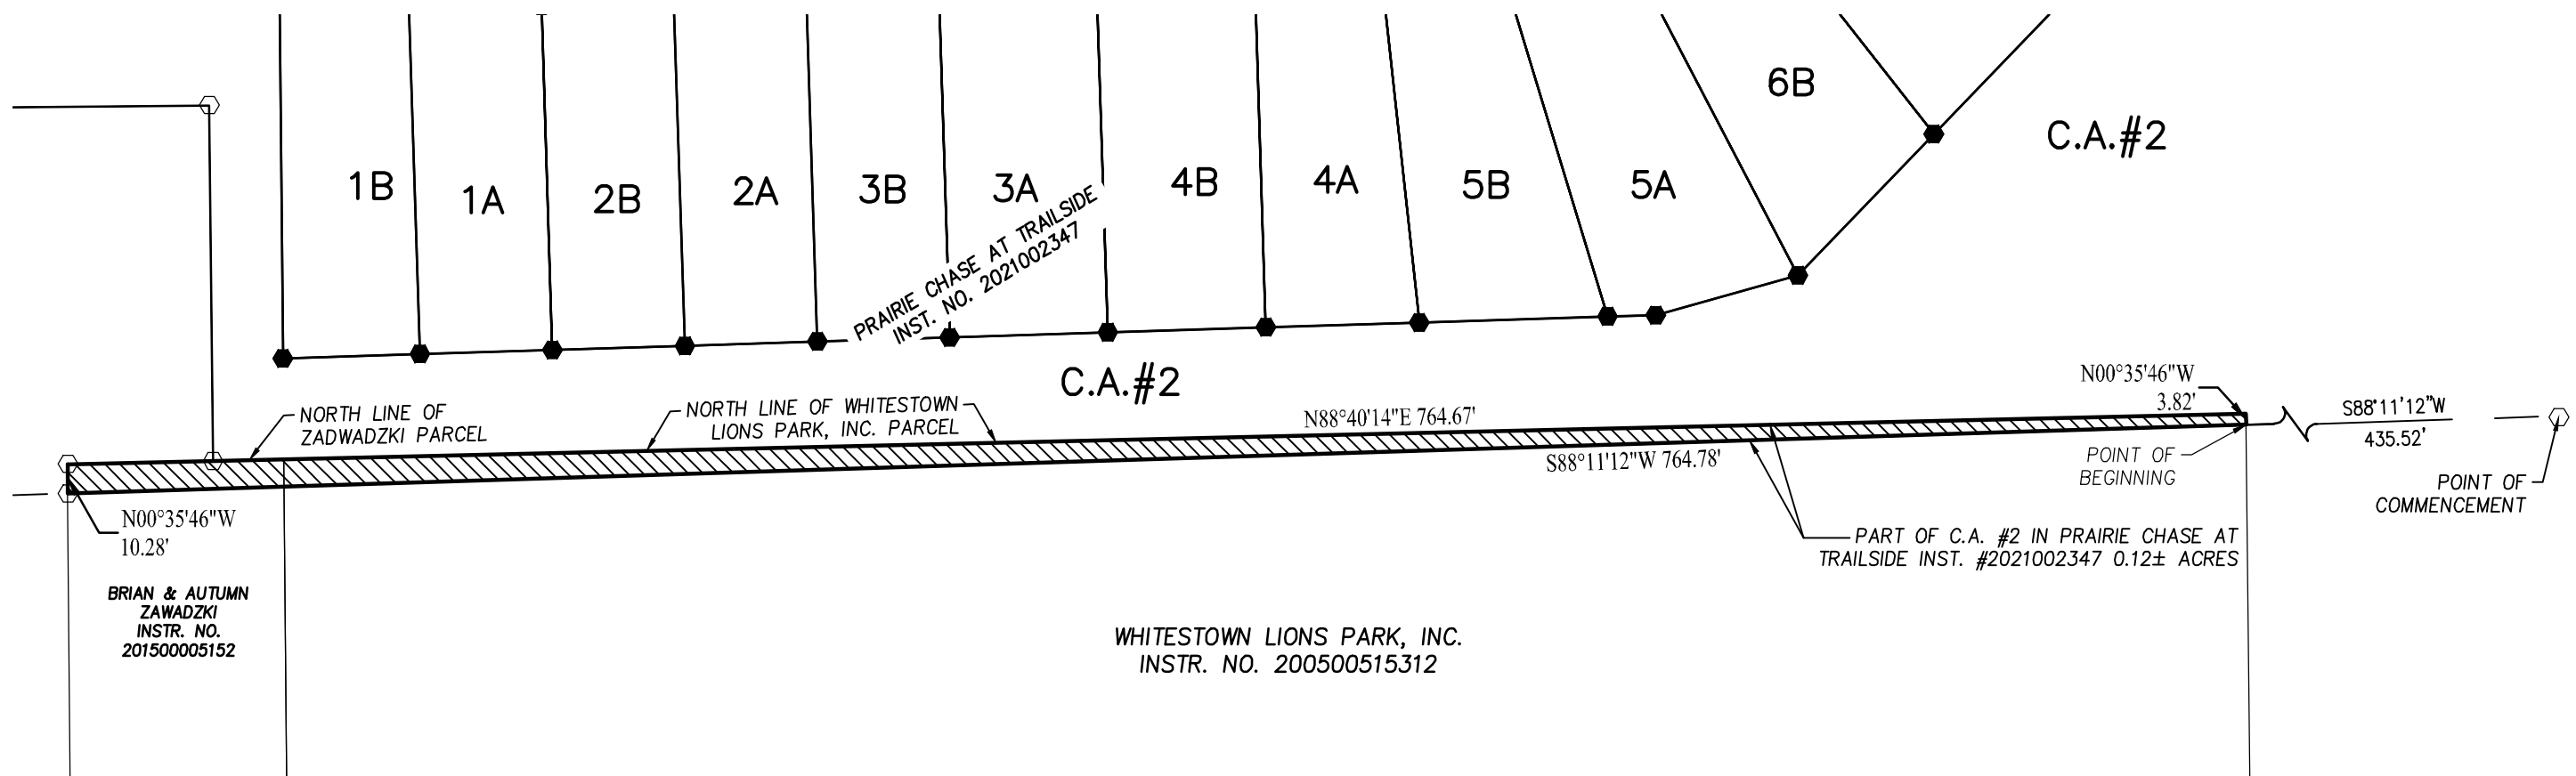 6B
C.A.#2
1B
1A
2B
2A
3B
3A
4B
4A
5B
5A
PRAIRIE CHASE AT TRAILSIDE
INST. NO. 2021002347
C.A.#2
N00°35'46"W
3.82'
NORTH LINE OF
ZADWADZKI PARCEL
NORTH LINE OF WHITESTOWN
LIONS PARK, INC. PARCEL
N88°40'14"E 764.67'
S88°11'12"W
435.52'
S88°11'12"W 764.78'
POINT OF
BEGINNING
POINT OF
COMMENCEMENT
N00°35'46"W
10.28'
PART OF C.A. #2 IN PRAIRIE CHASE AT
TRAILSIDE INST. #2021002347 0.12± ACRES
BRIAN & AUTUMN
ZAWADZKI
INSTR. NO.
201500005152
WHITESTOWN LIONS PARK, INC.
INSTR. NO. 200500515312